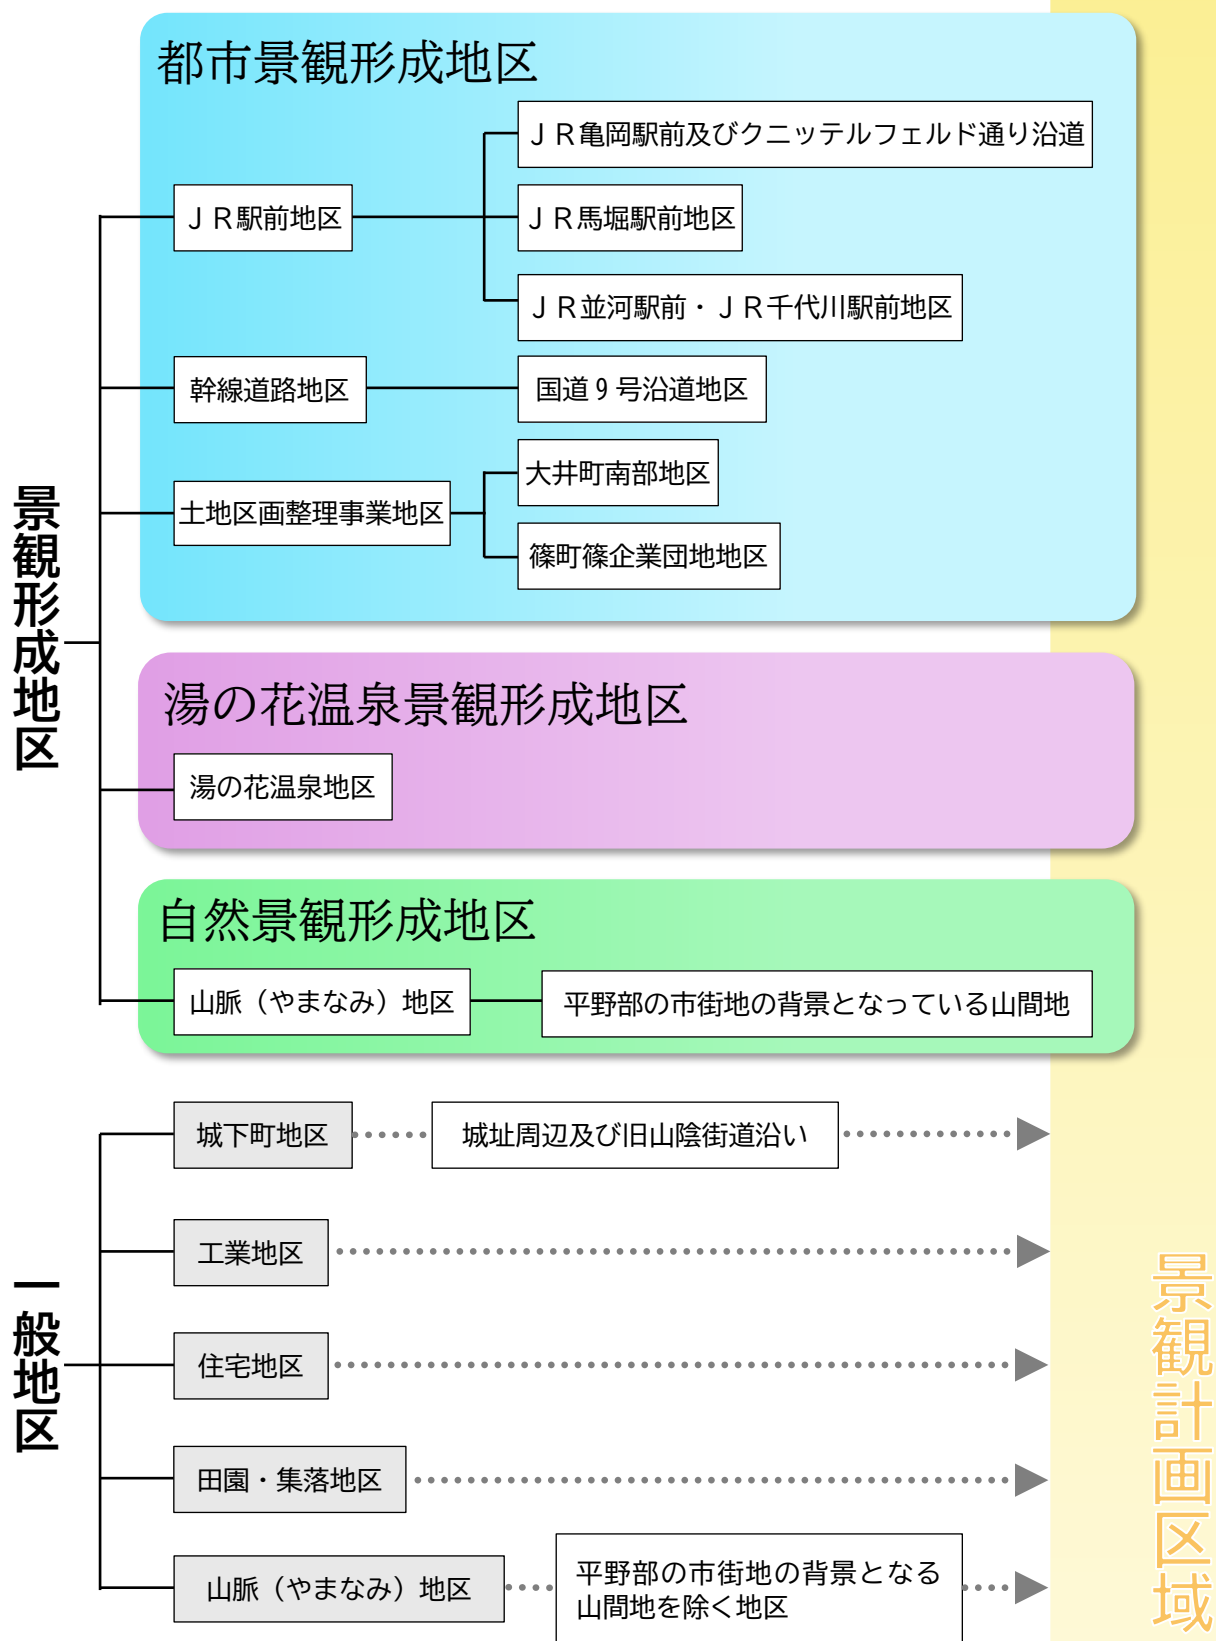 都市景観形成地区
ＪＲ亀岡駅前及びクニッテルフェルド通り沿道
ＪＲ駅前地区
ＪＲ馬堀駅前地区
ＪＲ並河駅前・ＪＲ千代川駅前地区
幹線道路地区
国道９号沿道地区
大井町南部地区
土地区画整理事業地区
篠町篠企業団地地区
景観形成地区
湯の花温泉景観形成地区
湯の花温泉地区
自然景観形成地区
山脈（やまなみ）地区
平野部の市街地の背景となっている山間地
城下町地区
城址周辺及び旧山陰街道沿い
工業地区
一般地区
住宅地区
田園・集落地区
山脈（やまなみ）地区
平野部の市街地の背景となる
山間地を除く地区
景観計画区域